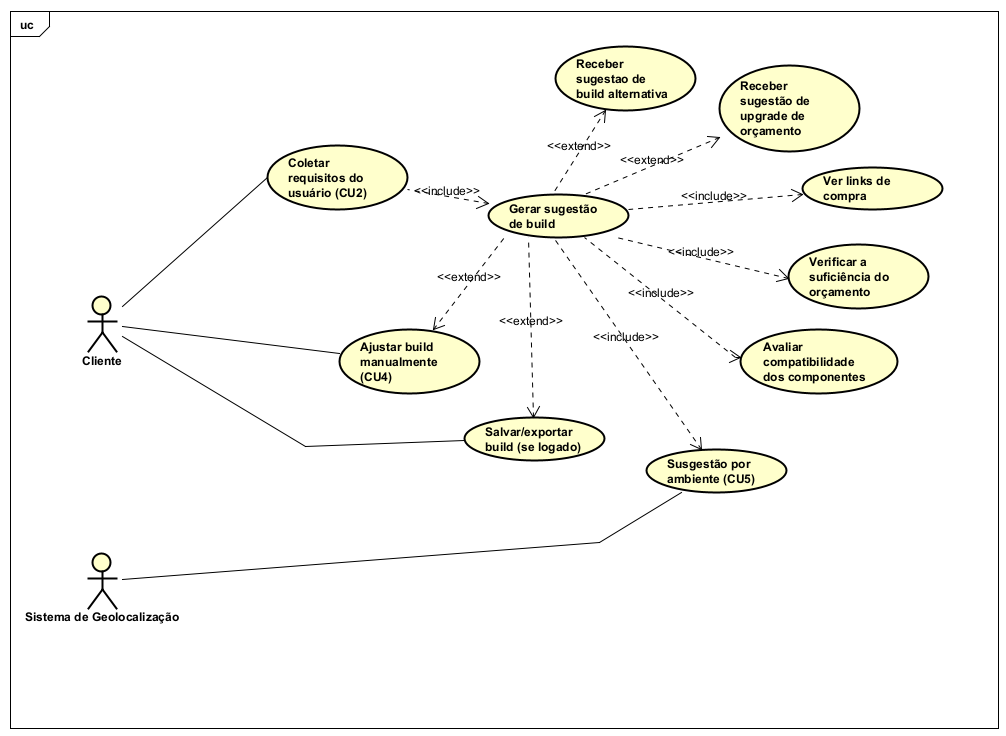 uc
Receber
sugestao de
build alternativa
Receber
sugestão de
upgrade de
orçamento
<<extend>>
<<extend>>
Coletar
requisitos do
usuário (CU2)
<<include>>
Ver links de
compra
<<include>>
Gerar sugestão
de build
<<include>>
Verificar a
suficiência do
orçamento
<<extend>>
<<include>>
<<extend>>
<<include>>
Cliente
Ajustar build
manualmente
(CU4)
Avaliar
compatibilidade
dos componentes
Salvar/exportar
build (se logado)
Susgestão por
ambiente (CU5)
Sistema de Geolocalização